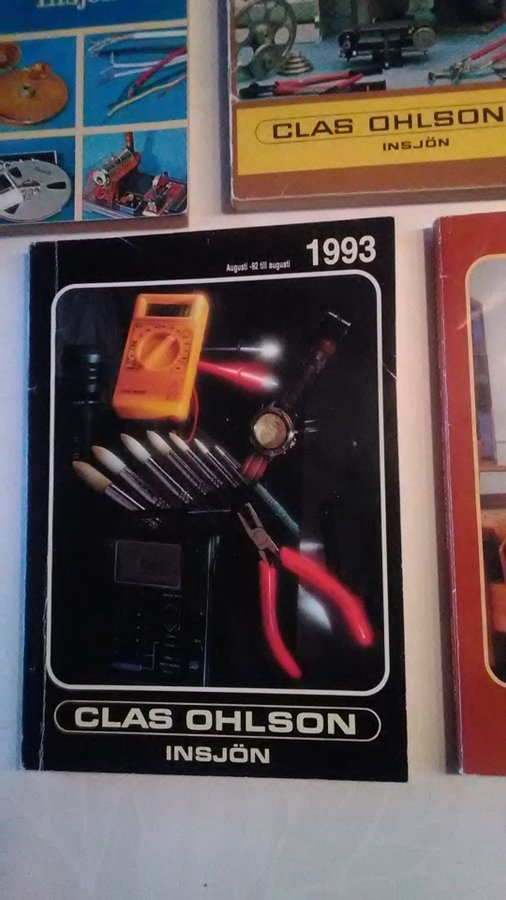 Insjön
CLAS OHLSON
INSJÖN
Augusti -92 till augusti 1993
CLAS OHLSON
INSJÖN